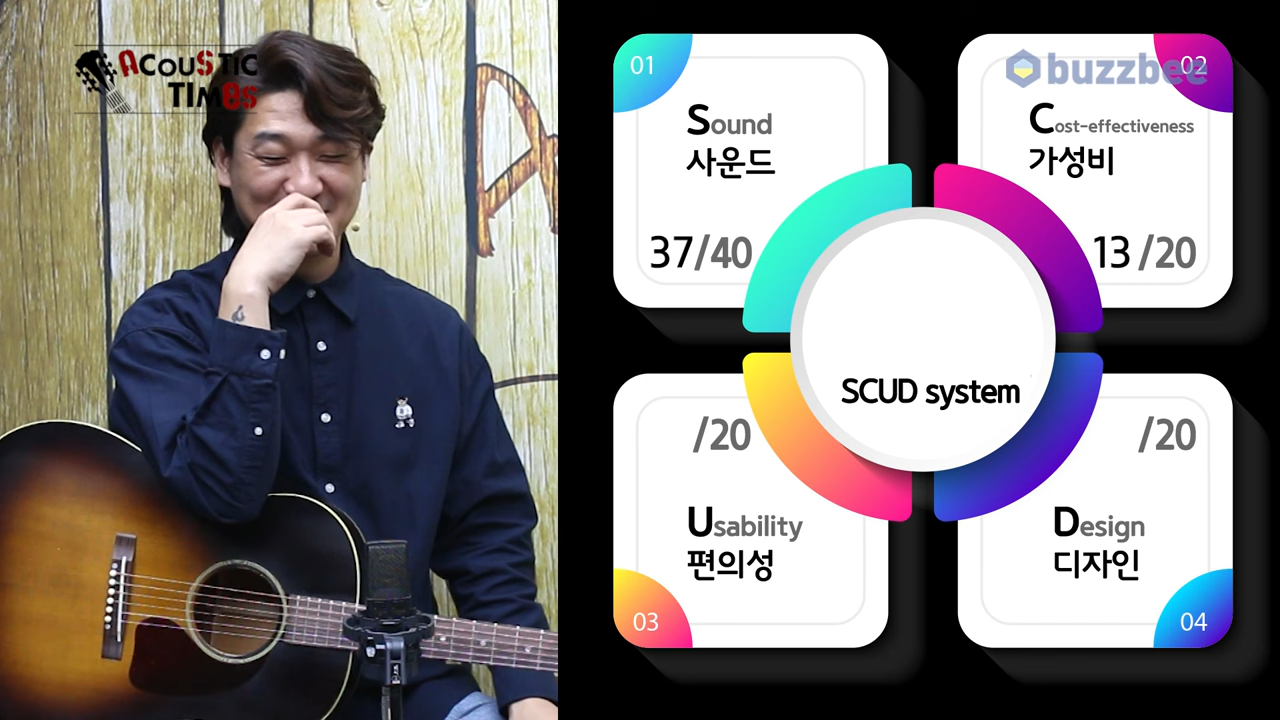 ACOUSTIC
TIMES
01
Sound
사운드
37/40
buzzbee
02
Cost-effectiveness
가성비
13 /20
SCUD system
/20
Usability
편의성
03
/20
Design
디자인
04